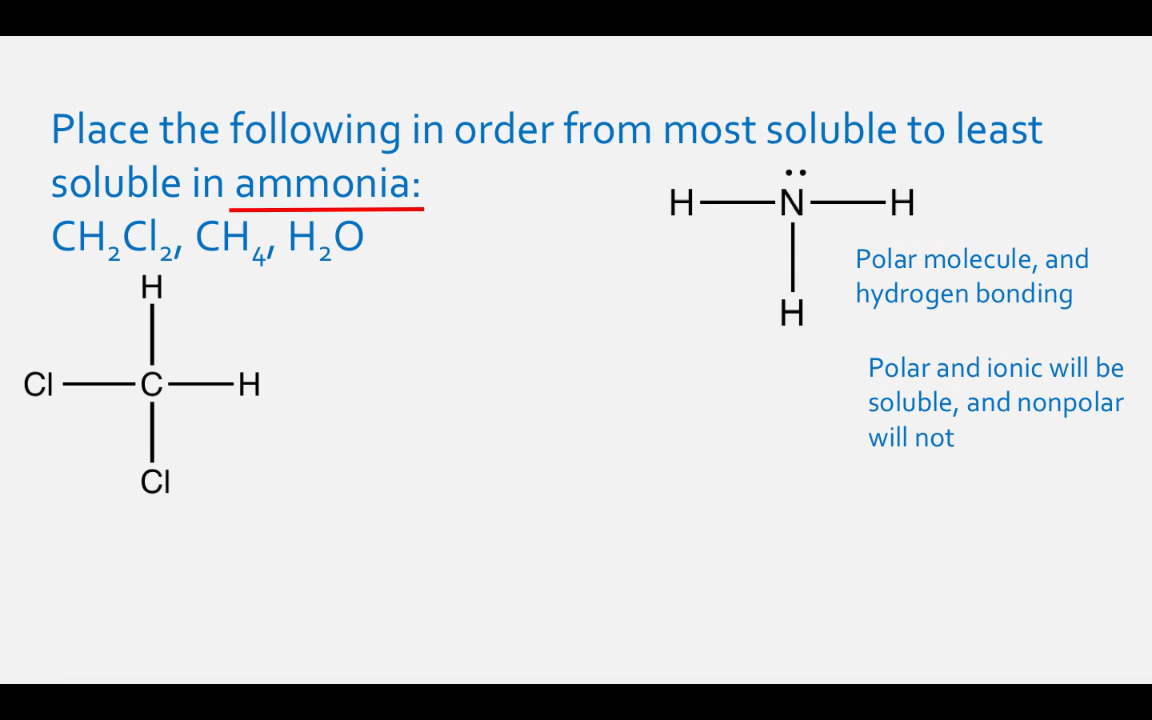 Place the following in order from most soluble to least
soluble in ammonia:
CH₂Cl₂, CH₄, H₂O
H—N—H
H
Polar molecule, and
hydrogen bonding
Polar and ionic will be
soluble, and nonpolar
will not
H
Cl—C—H
Cl